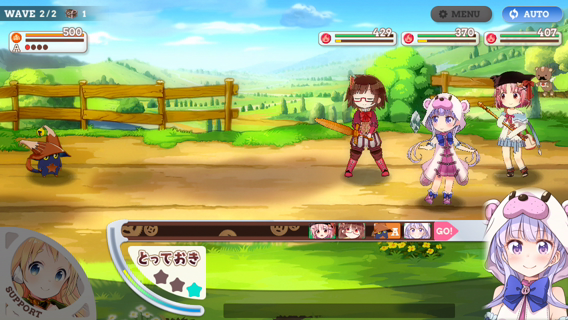 WAVE 2/2 1
MENU
AUTO
500
A
429
370
407
A
GO!
とっておき
SUPPORT